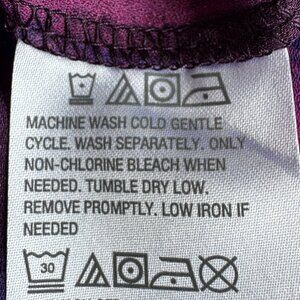 MACHINE WASH COLD GENTLE
CYCLE. WASH SEPARATELY. ONLY
NON-CHLORINE BLEACH WHEN
NEEDED. TUMBLE DRY LOW.
REMOVE PROMPTLY. LOW IRON IF
NEEDED
30